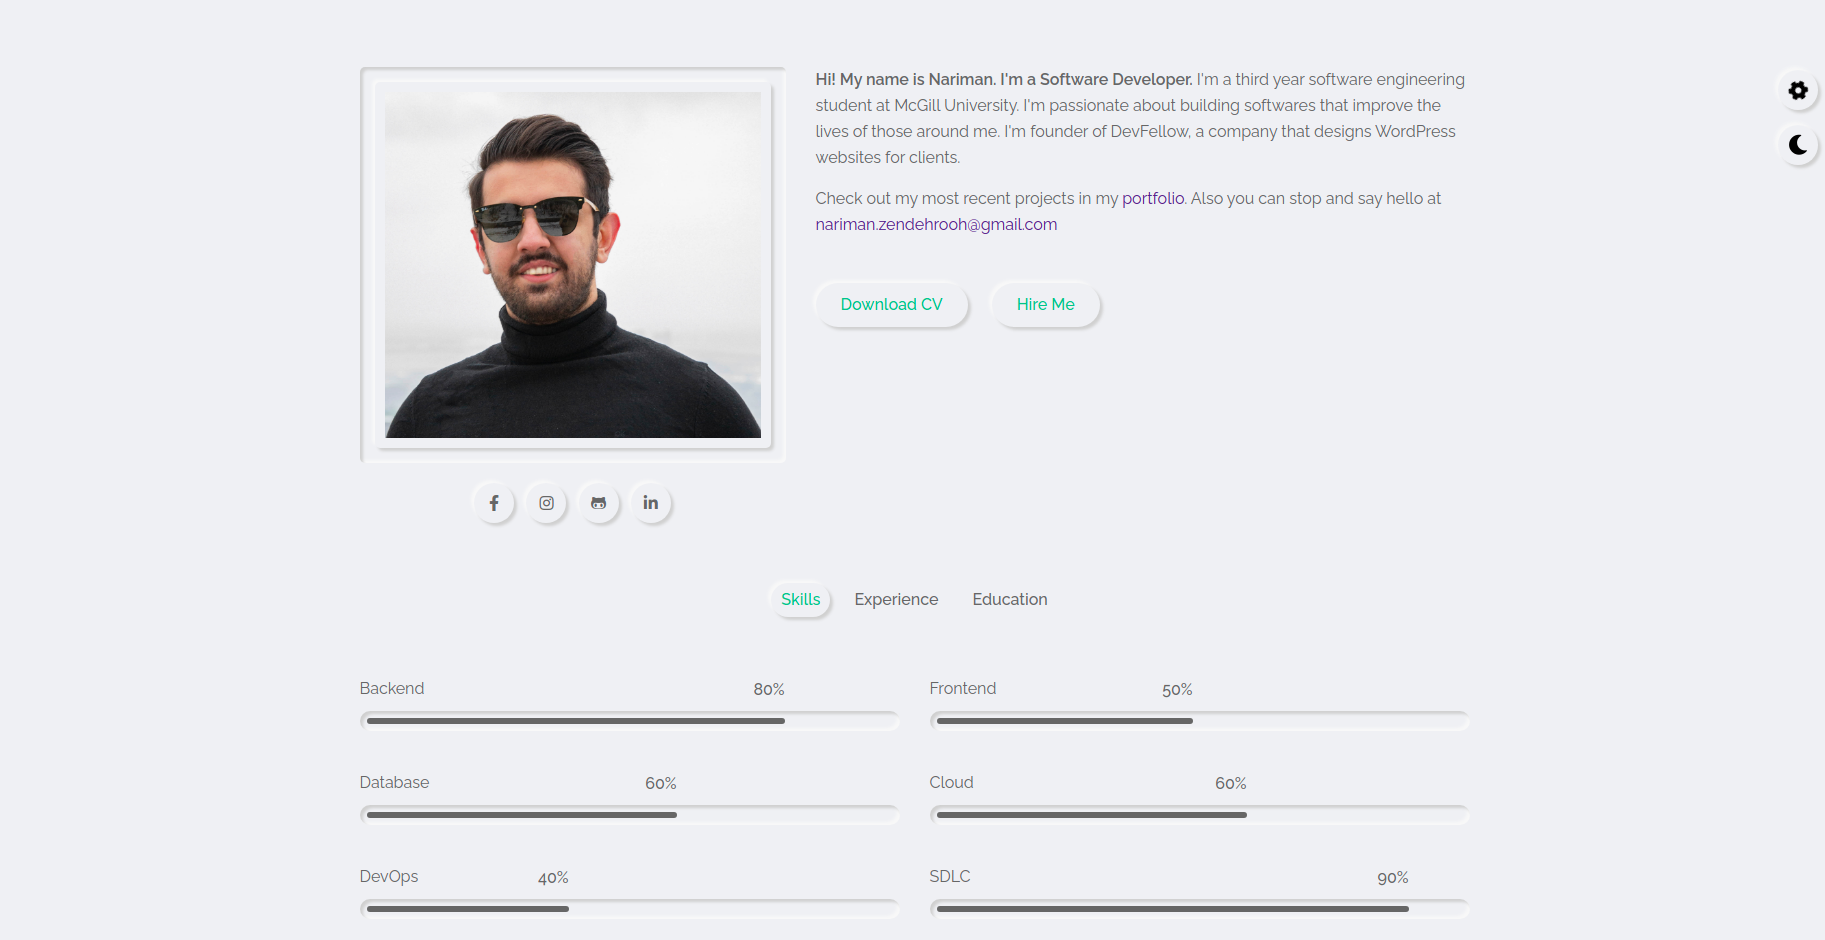 Hi! My name is Nariman. I'm a Software Developer. I'm a third year software engineering
student at McGill University. I'm passionate about building softwares that improve the
lives of those around me. I'm founder of DevFellow, a company that designs WordPress
websites for clients.
Check out my most recent projects in my portfolio. Also you can stop and say hello at
nariman.zendehrooh@gmail.com
Download CV Hire Me
Skills Experience Education
Backend 80%
Frontend 50%
Database 60%
Cloud 60%
DevOps 40%
SDLC 90%